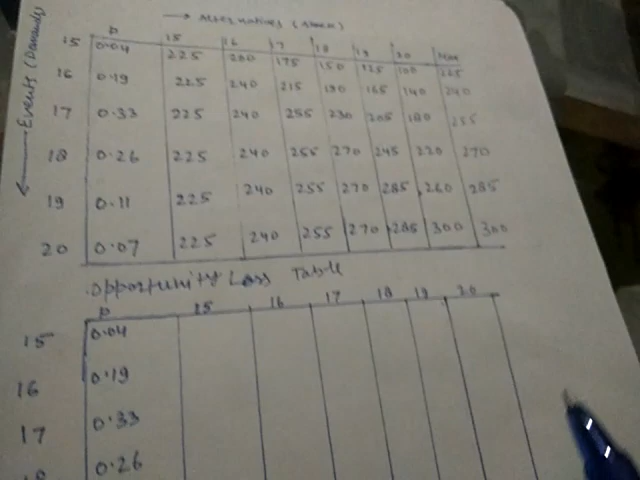 → Alternatives (Stock)
← Events (Demands)
P 15 16 17 18 19 20 Max
15 0.04 225 200 175 150 125 100 225
16 0.19 225 240 215 190 165 140 240
17 0.33 225 240 255 230 205 180 255
18 0.26 225 240 255 270 245 220 270
19 0.11 225 240 255 270 285 260 285
20 0.07 225 240 255 270 285 300 300
Opportunity Loss Table
P 15 16 17 18 19 20
15 0.04
16 0.19
17 0.33
18 0.26